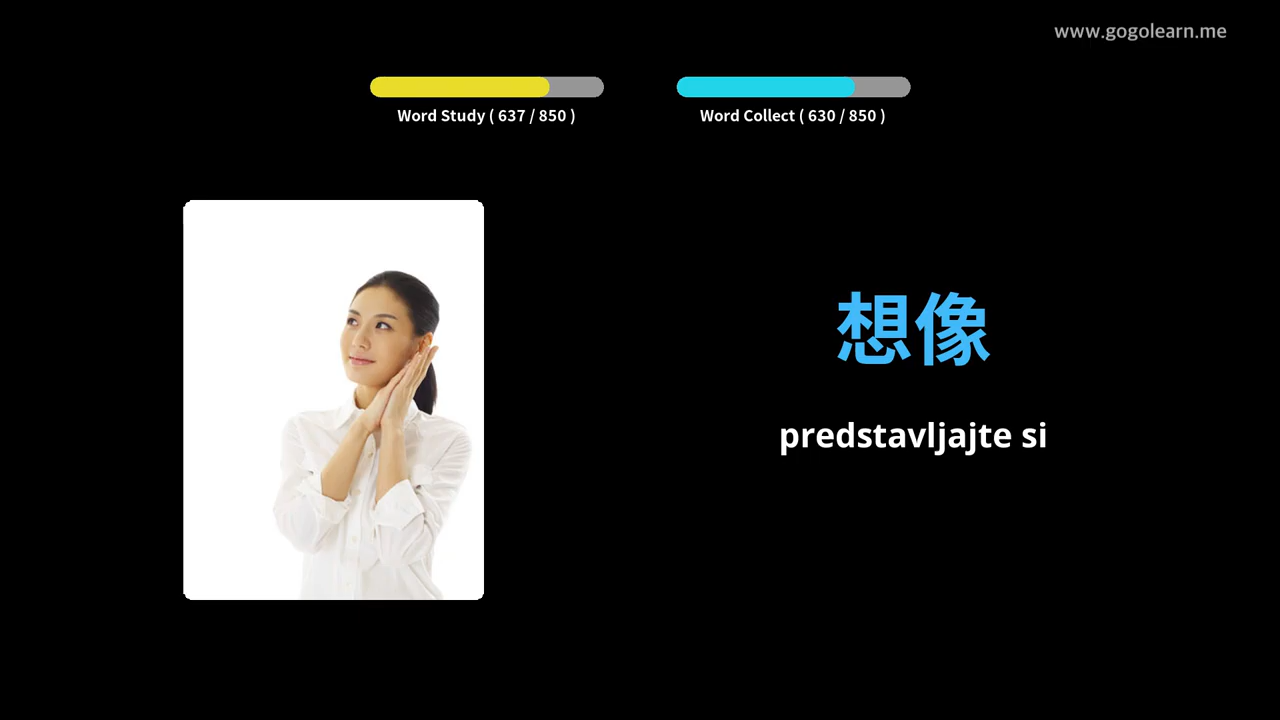 www.gogolearn.me
Word Study ( 637 / 850 )
Word Collect ( 630 / 850 )
想像
predstavljajte si